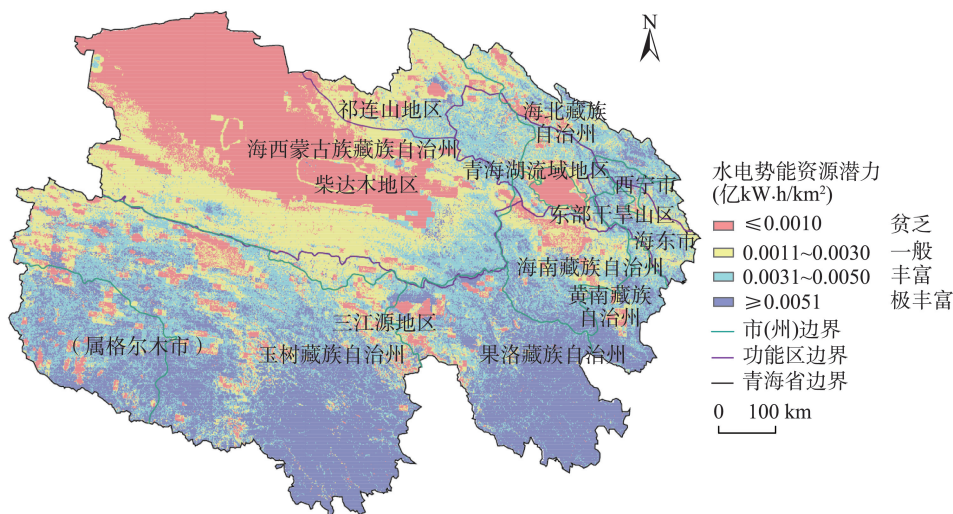 N
祁连山地区
海北藏族
自治州
海西蒙古族藏族自治州
青海湖流域地区
柴达木地区
西宁市
东部干旱山区
海东市
海南藏族自治州
黄南藏族
自治州
三江源地区
(属格尔木市)
玉树藏族自治州
果洛藏族自治州
水电势能资源潜力
(亿kW·h/km²)
≤0.0010 贫乏
0.0011~0.0030 一般
0.0031~0.0050 丰富
≥0.0051 极丰富
市(州)边界
功能区边界
青海省边界
0 100 km